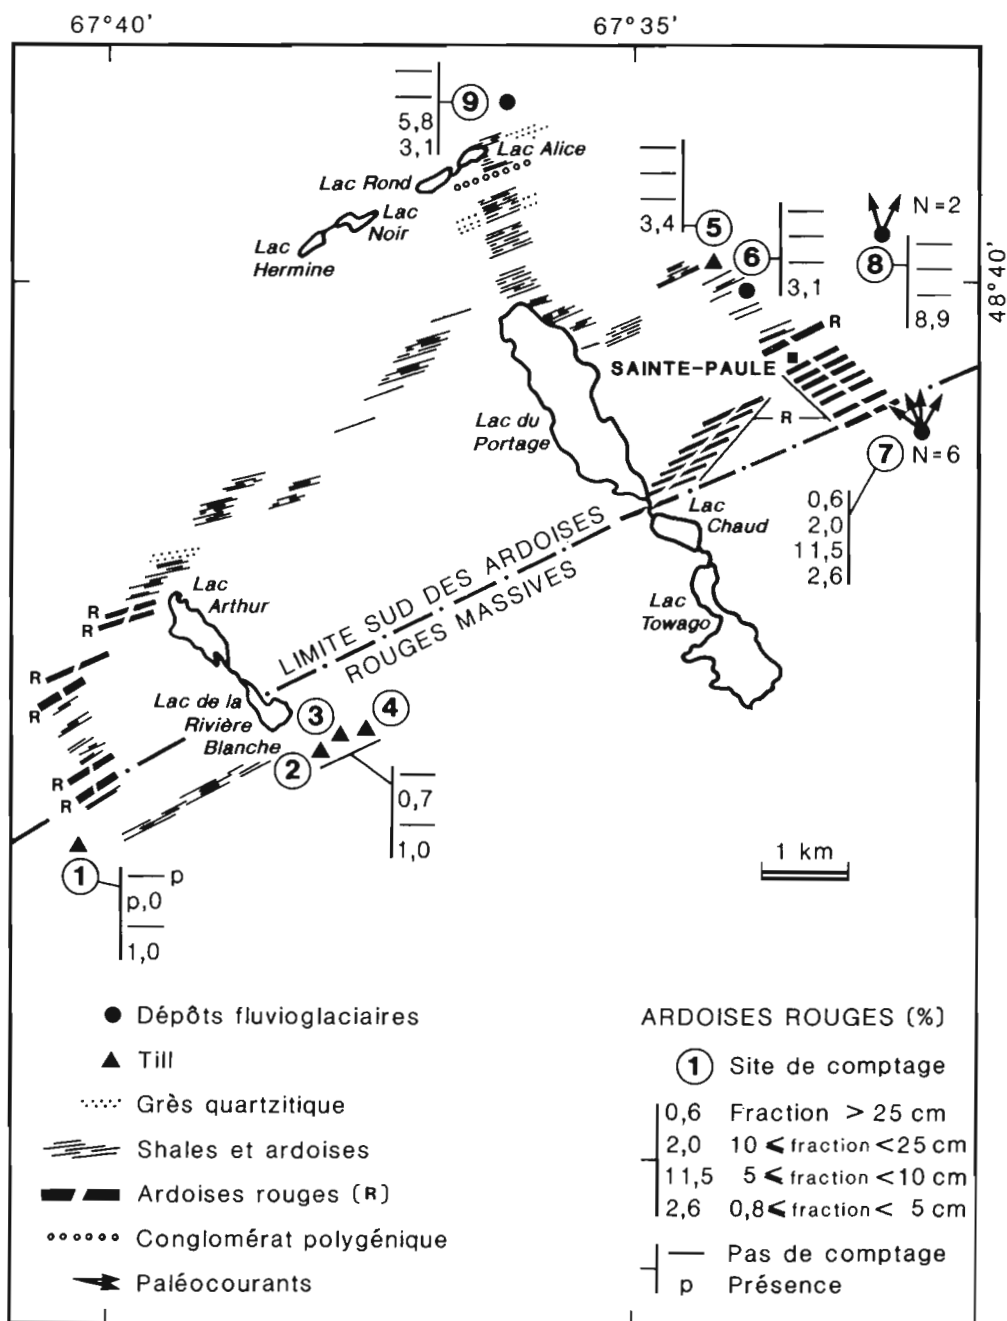 67°40'
67°35'
9
5,8
3,1
Lac Alice
Lac Rond
Lac
Noir
Lac
Hermine
3,4
5
6
3,1
N=2
8
8,9
48°40'
R
SAINTE-PAULE
R
Lac du
Portage
7
N=6
0,6
2,0
11,5
2,6
Lac
Chaud
Lac
Towago
LIMITE SUD DES ARDOISES
ROUGES MASSIVES
Lac
Arthur
R
R
R
R
Lac de la
Rivière
Blanche
3
4
2
R
R
0,7
1,0
1
p
p,0
1,0
1 km
Dépôts fluvioglaciaires
Till
Grès quartzitique
Shales et ardoises
Ardoises rouges (R)
Conglomérat polygénique
Paléocourants
ARDOISES ROUGES (%)
1 Site de comptage
0,6 Fraction > 25 cm
2,0 10 ⩽ fraction < 25 cm
11,5 5 ⩽ fraction < 10 cm
2,6 0,8 ⩽ fraction < 5 cm
— Pas de comptage
p Présence